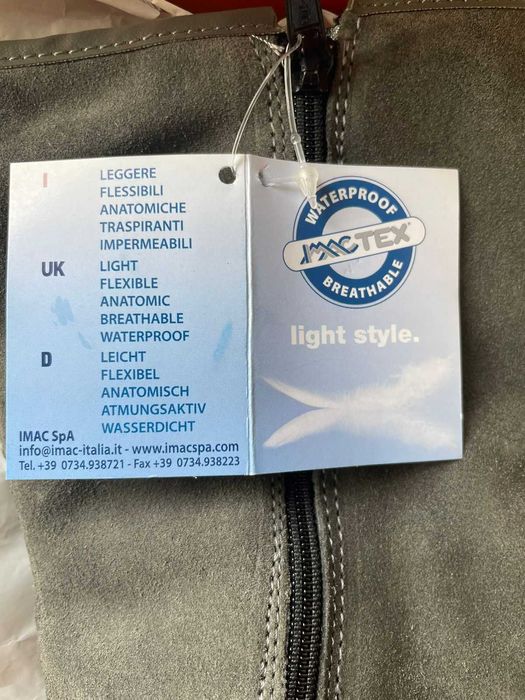 I LEGGERE
FLESSIBILI
ANATOMICHE
TRASPIRANTI
IMPERMEABILI
UK LIGHT
FLEXIBLE
ANATOMIC
BREATHABLE
WATERPROOF
D LEICHT
FLEXIBEL
ANATOMISCH
ATMUNGSAKTIV
WASSERDICHT
IMAC SpA
info@imac-italia.it - www.imacspa.com
Tel. +39 0734.938721 - Fax +39 0734.938223
WATERPROOF
IMACTEX
BREATHABLE
light style.